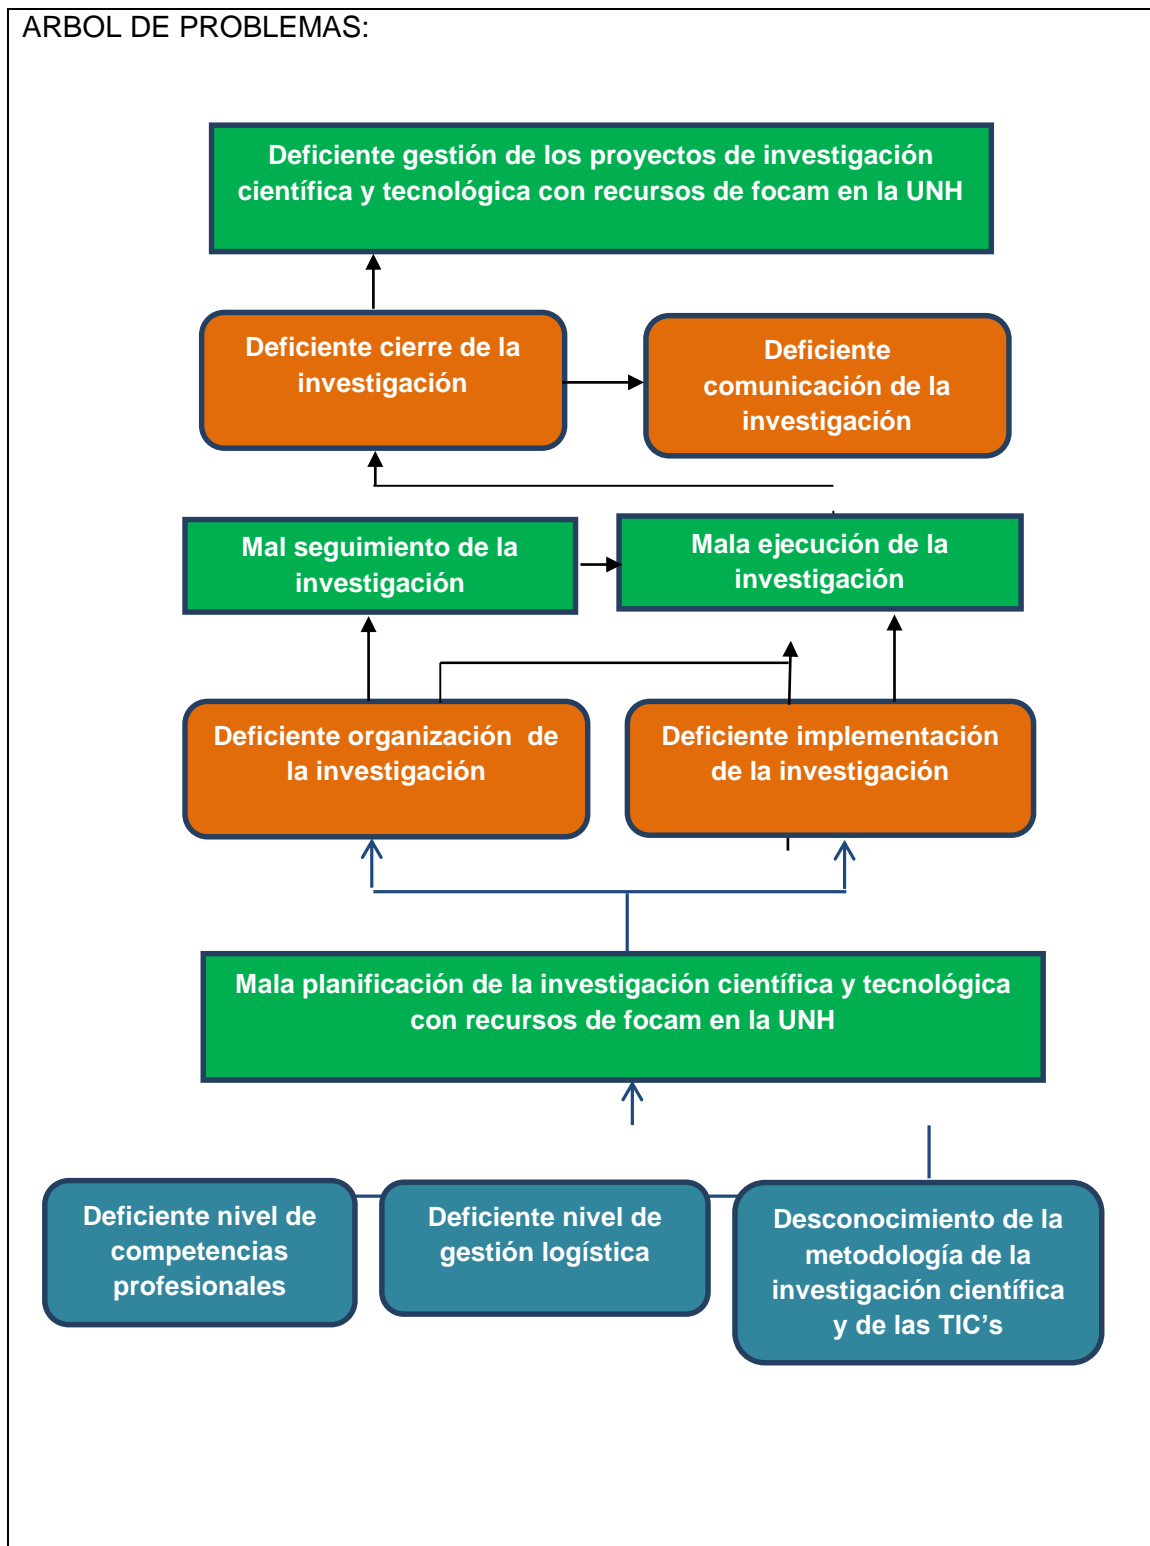 ARBOL DE PROBLEMAS:
Deficiente gestión de los proyectos de investigación
científica y tecnológica con recursos de focam en la UNH
Deficiente cierre de la
investigación
Deficiente
comunicación de la
investigación
Mal seguimiento de la
investigación
Mala ejecución de la
investigación
Deficiente organización de
la investigación
Deficiente implementación
de la investigación
Mala planificación de la investigación científica y tecnológica
con recursos de focam en la UNH
Deficiente nivel de
competencias
profesionales
Deficiente nivel de
gestión logística
Desconocimiento de la
metodología de la
investigación científica
y de las TIC’s